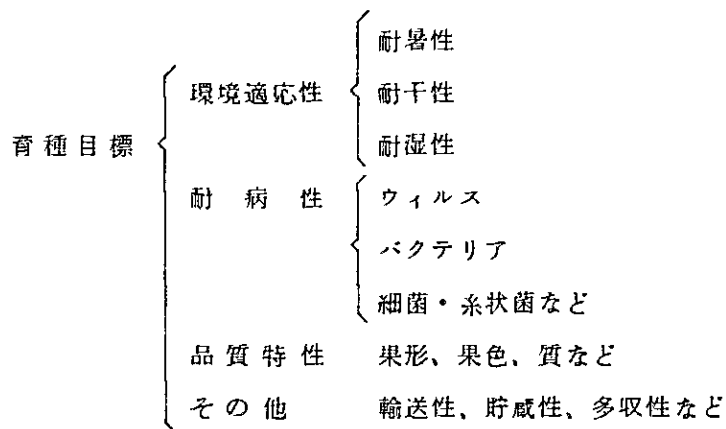 耐暑性
環境適応性
耐干性
育種目標
耐湿性
耐病性
ウィルス
バクテリア
細菌・糸状菌など
品質特性 果形、果色、質など
その他 輸送性、貯蔵性、多収性など